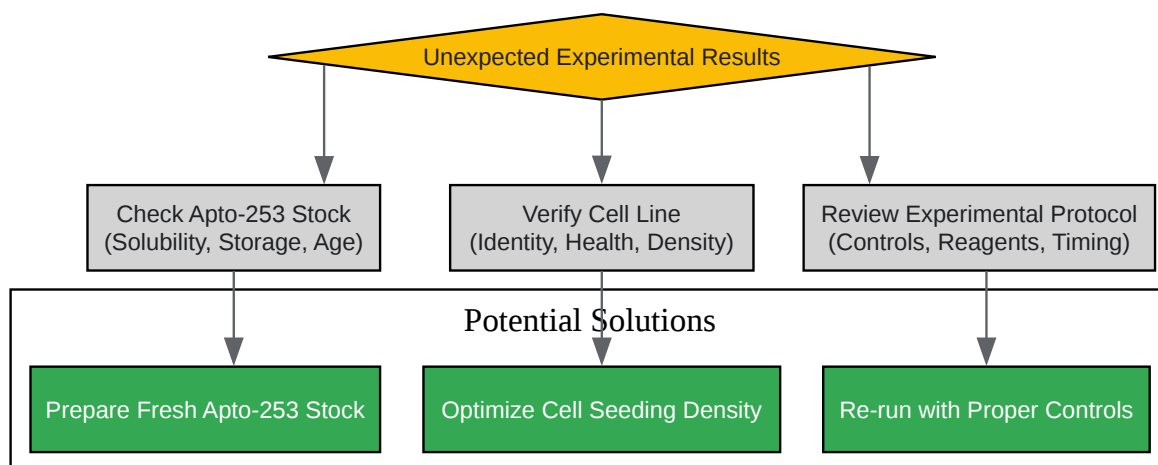 Unexpected Experimental Results
Check Apto-253 Stock
(Solubility, Storage, Age)
Verify Cell Line
(Identity, Health, Density)
Review Experimental Protocol
(Controls, Reagents, Timing)
Potential Solutions
Prepare Fresh Apto-253 Stock
Optimize Cell Seeding Density
Re-run with Proper Controls